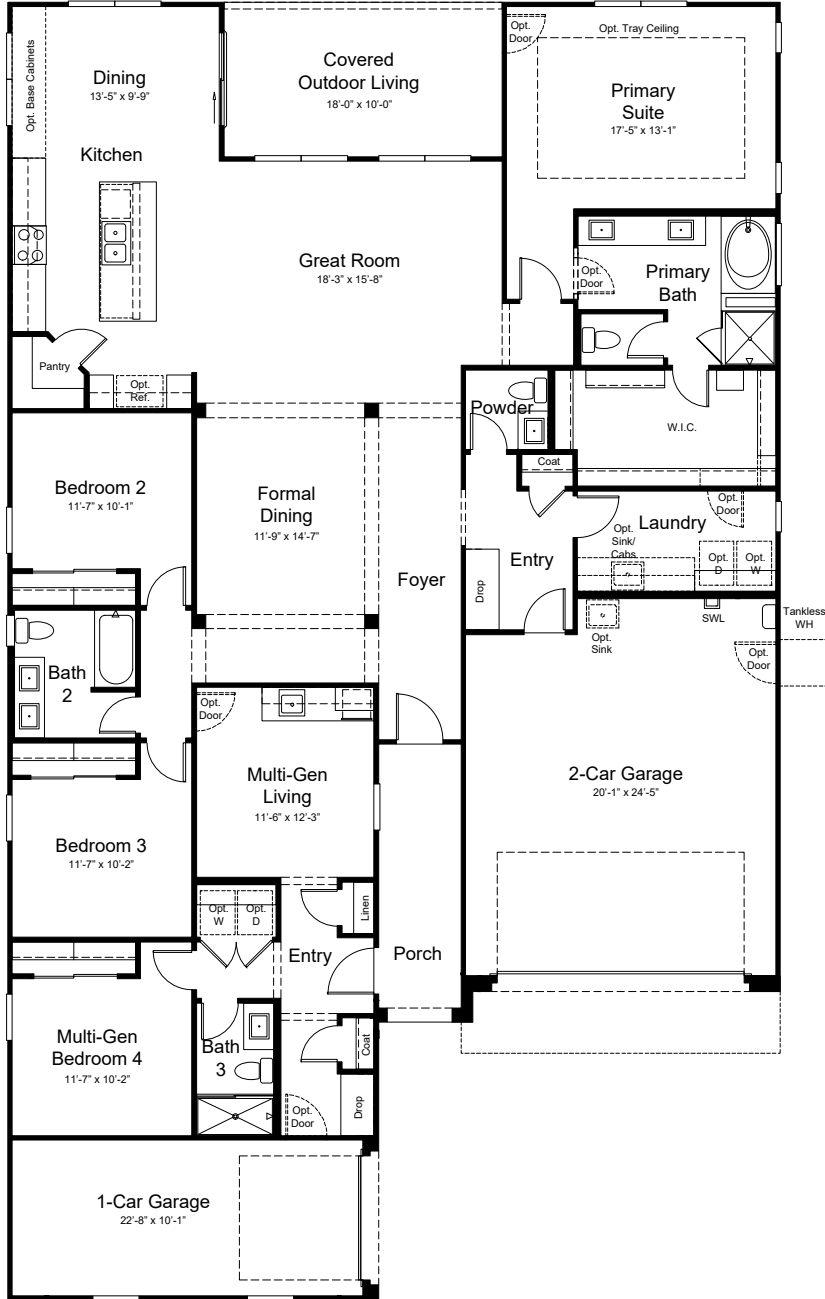 Opt. Base Cabinets
Dining
13'-5" x 9'-9"
Kitchen
Covered
Outdoor Living
18'-0" x 10'-0"
Opt.
Door
Opt. Tray Ceiling
Primary
Suite
17'-5" x 13'-1"
Great Room
18'-3" x 15'-8"
Opt.
Door
Primary
Bath
Pantry
Opt.
Ref.
Powder
W.I.C.
Coat
Bedroom 2
11'-7" x 10'-1"
Formal
Dining
11'-9" x 14'-7"
Foyer
Entry
Drop
Laundry
Opt.
Door
Opt.
Sink/
Cabs.
Opt.
D
Opt.
W
Opt.
Sink
SWL
Tankless
WH
Opt.
Door
Bath
2
Opt.
Door
Multi-Gen
Living
11'-6" x 12'-3"
2-Car Garage
20'-1" x 24'-5"
Bedroom 3
11'-7" x 10'-2"
Opt.
W
Opt.
D
Linen
Entry
Porch
Multi-Gen
Bedroom 4
11'-7" x 10'-2"
Bath
3
Coat
Opt.
Door
Drop
1-Car Garage
22'-8" x 10'-1"